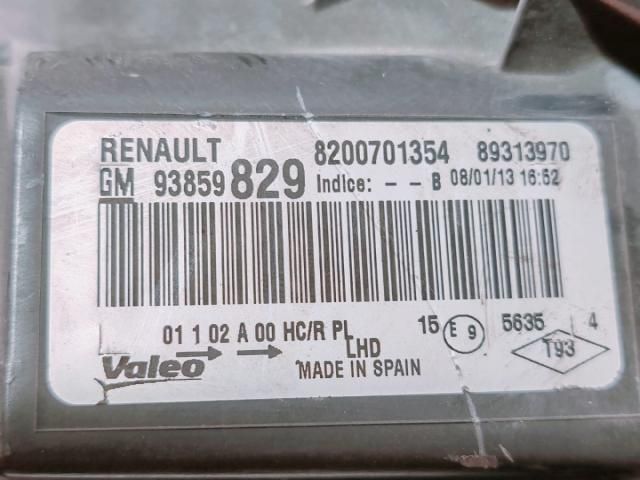 RENAULT 8200701354 89313970
GM 93859 829 Indice: - - B 08/01/13 16:52
01 1 02 A 00 HC/R PL 15 E 9 5635 4
Valeo LHD T93
MADE IN SPAIN